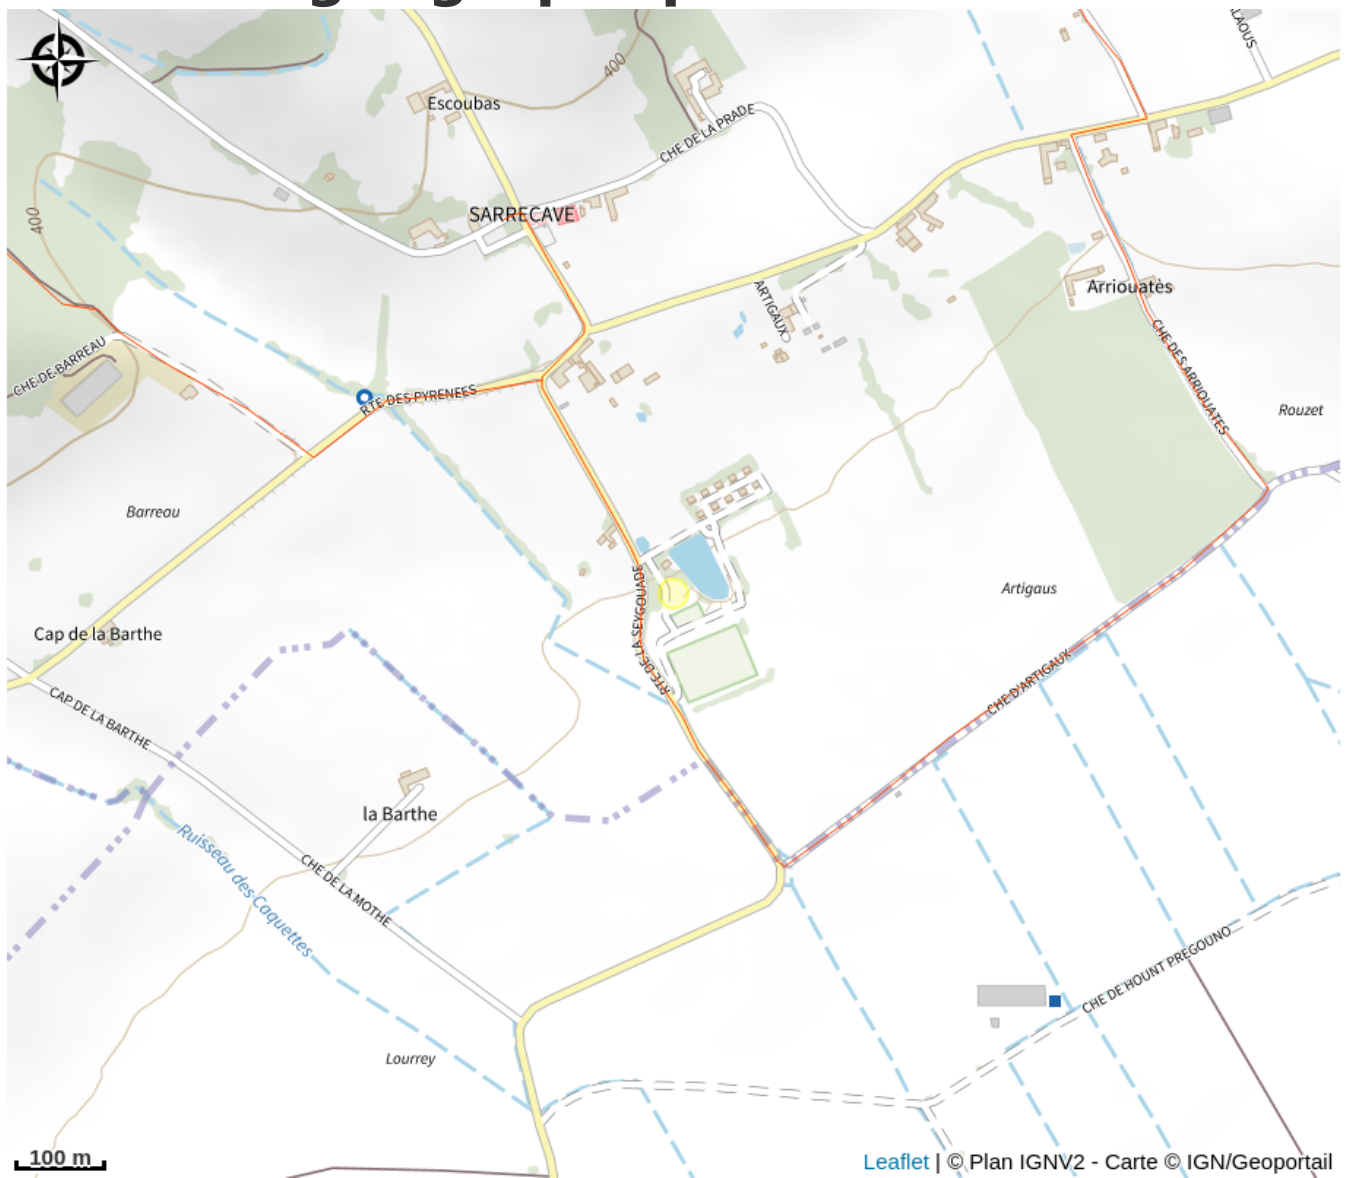 400
Escoubas
CHE DE LA PRADE
SARRECAVE
400
ARTIGAUX
Arriouatès
CHE DE BARREAU
RTE DES PYRENEES
CHE DES ARRIOUATES
Rouzet
Barreau
Artigaus
RTE DE LA SEYGOUADE
Cap de la Barthe
CHE D'ARTIGAUX
CAP DE LA BARTHE
la Barthe
Ruisseau des Caquettes
CHE DE LA MOTHE
CHE DE HOUNT PREGOUNO
Lourrey
100 m
Leaflet | © Plan IGNV2 - Carte © IGN/Geoportail